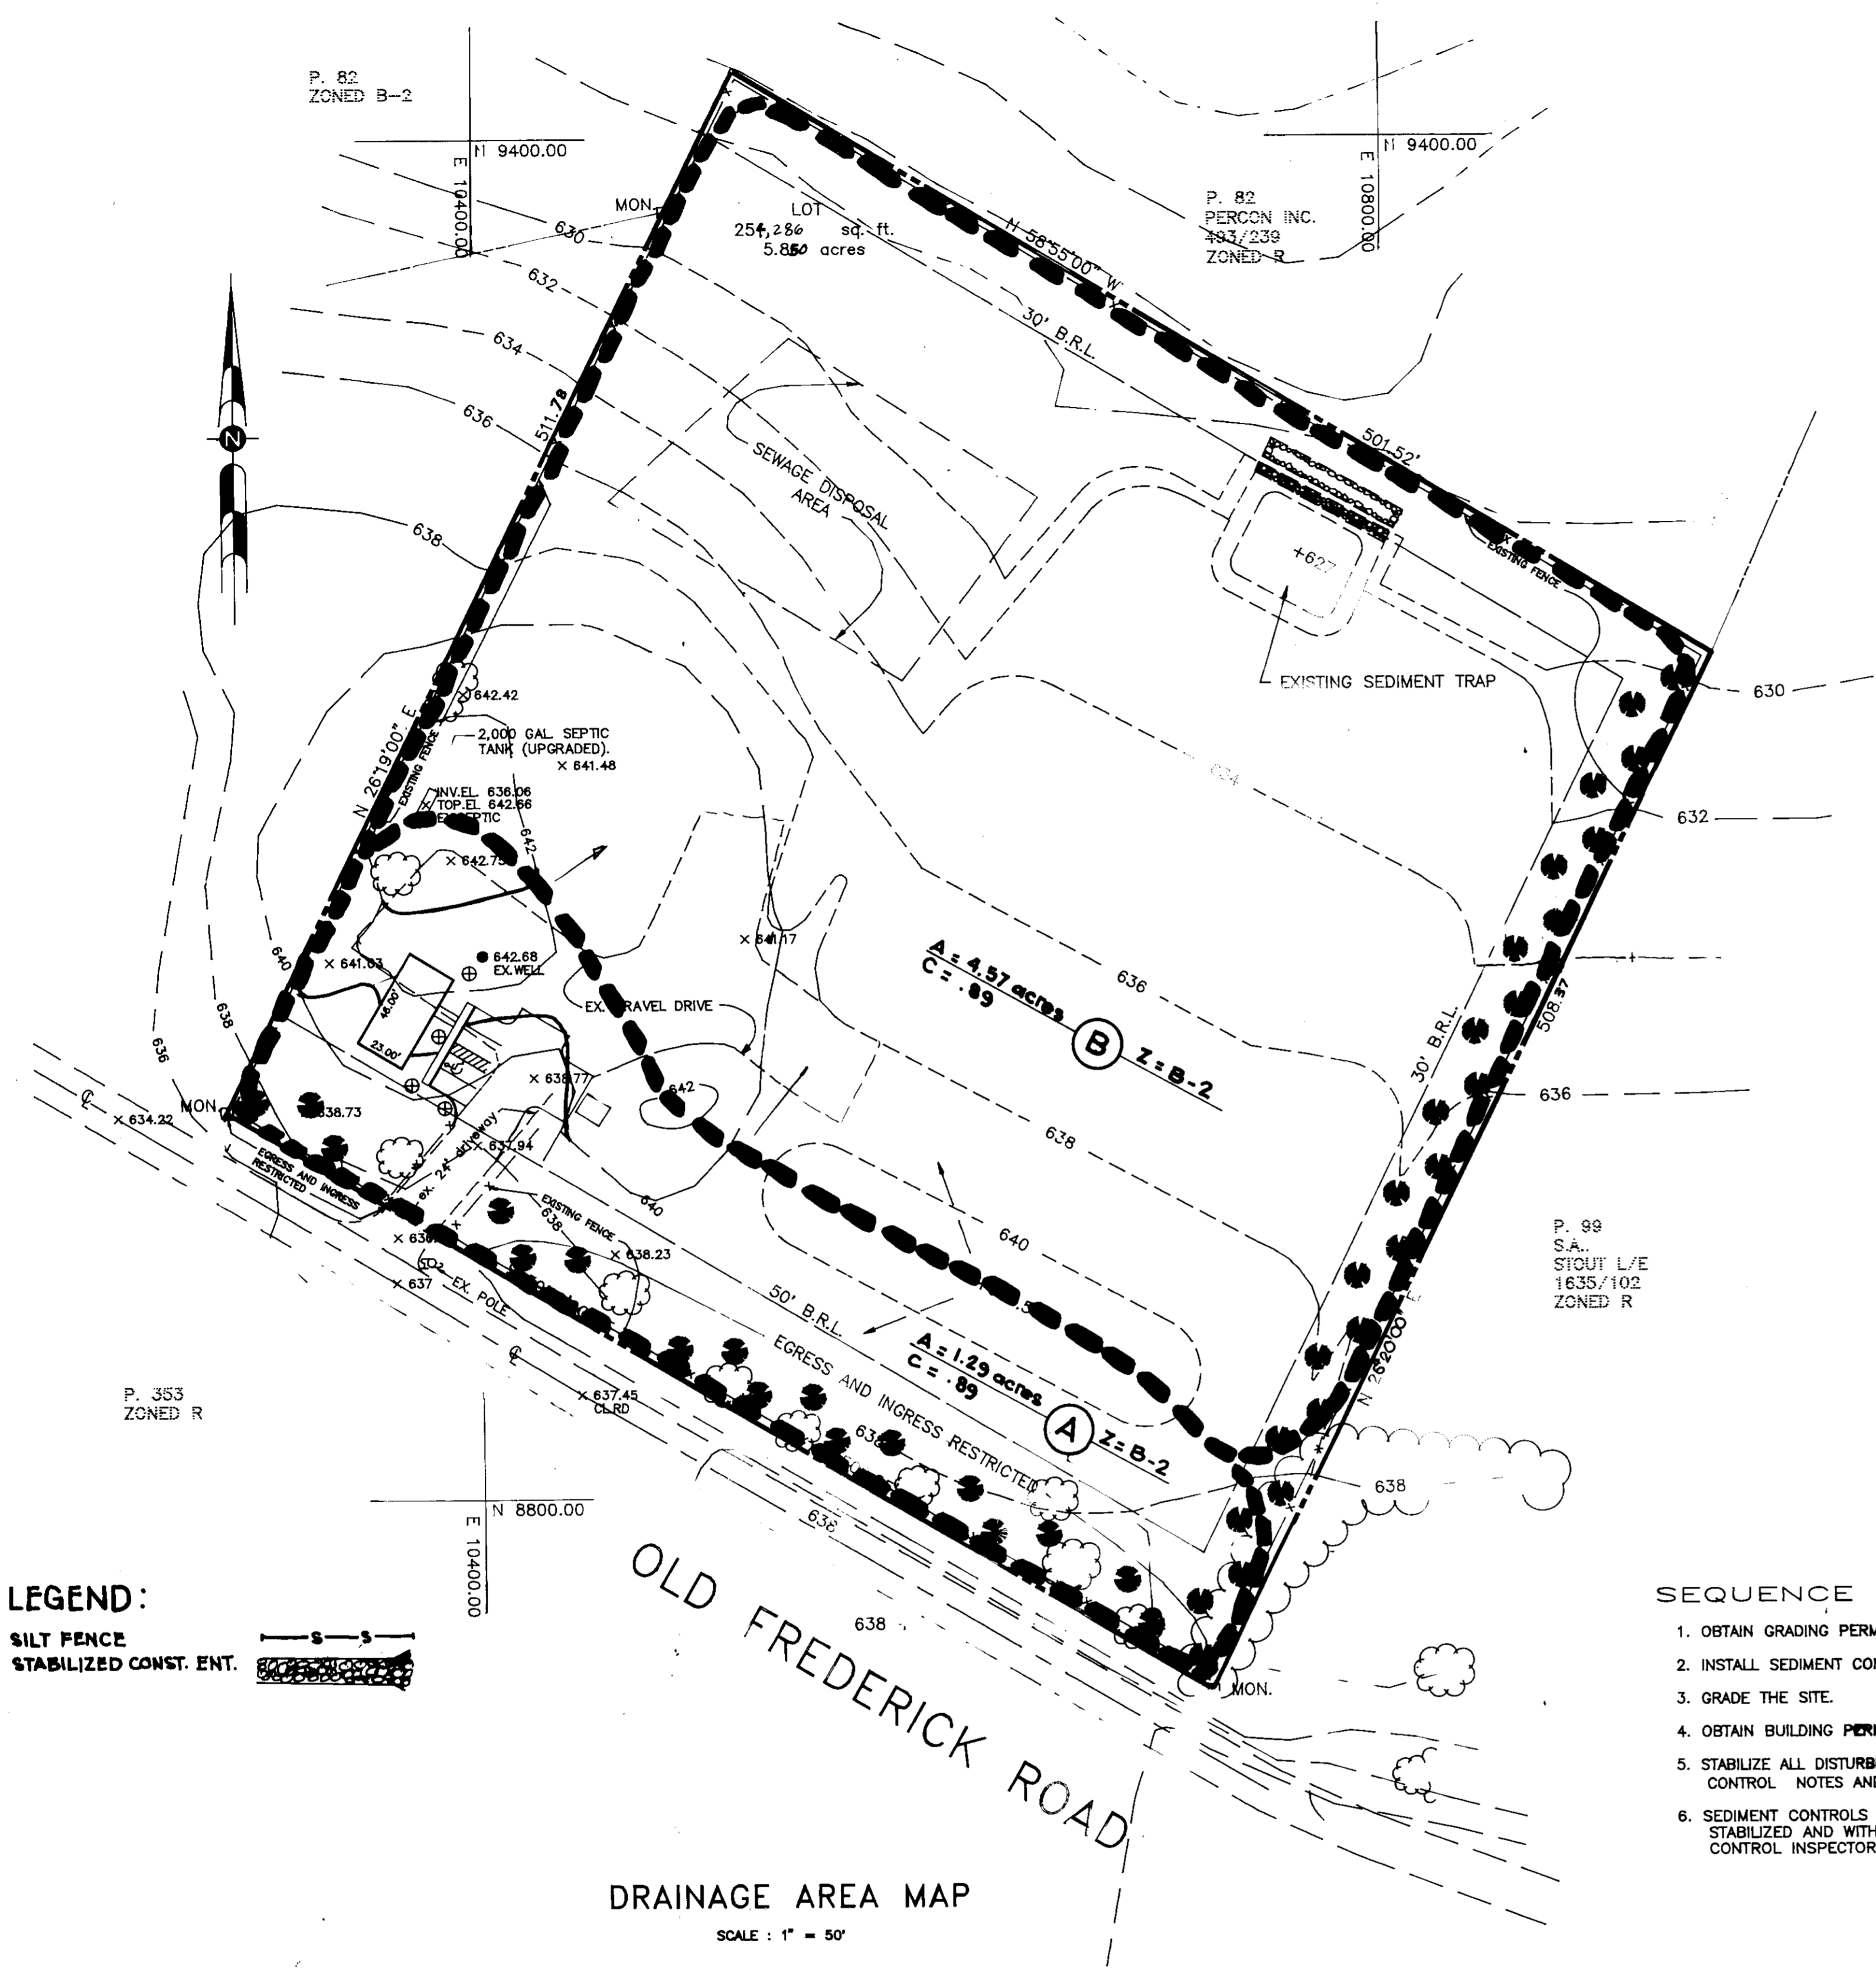 P. 82
ZONED B-2
N 9400.00
E 10400.00
N 9400.00
E 10800.00
P. 82
PERCON INC.
493/239
ZONED R
MON.
LOT
254,286 sq. ft.
5.850 acres
N 58°55'00" W
30' B.R.L.
501.52'
630
632
634
636
638
511.78
N
SEWAGE DISPOSAL
AREA
+627
EXISTING FENCE
EXISTING SEDIMENT TRAP
630
632
634
636
642.42
2,000 GAL. SEPTIC
TANK (UPGRADED).
641.48
N 26°19'00" E
EXISTING FENCE
INV.EL. 636.06
TOP.EL. 642.66
EX.SEPTIC
642
642.75
641.17
640
641.63
642.68
EX. WELL
46.00'
23.00'
EX. GRAVEL DRIVE
A = 4.57 acres
C = .89
B
Z = B-2
636
638
640
30' B.R.L.
508.37
638
636
638.77
642
MON.
634.22
638.73
637.94
ex. 24' driveway
EGRESS AND INGRESS
RESTRICTED
EXISTING FENCE
638
640
638.23
637
EX. POLE
50' B.R.L.
EGRESS AND INGRESS RESTRICTED
A = 1.29 acres
C = .89
A
Z = B-2
N 26°20'00" E
P. 99
S.A.
STOUT L/E
1635/102
ZONED R
P. 353
ZONED R
637.45
CL.RD
638
638
638
638
N 8800.00
E 10400.00
OLD FREDERICK ROAD
MON.
LEGEND:
SILT FENCE
S S
STABILIZED CONST. ENT.
SEQUENCE
1. OBTAIN GRADING PERM
2. INSTALL SEDIMENT CO
3. GRADE THE SITE.
4. OBTAIN BUILDING PER
5. STABILIZE ALL DISTURB
CONTROL NOTES AN
6. SEDIMENT CONTROLS
STABILIZED AND WITH
CONTROL INSPECTOR
DRAINAGE AREA MAP
SCALE : 1" = 50'